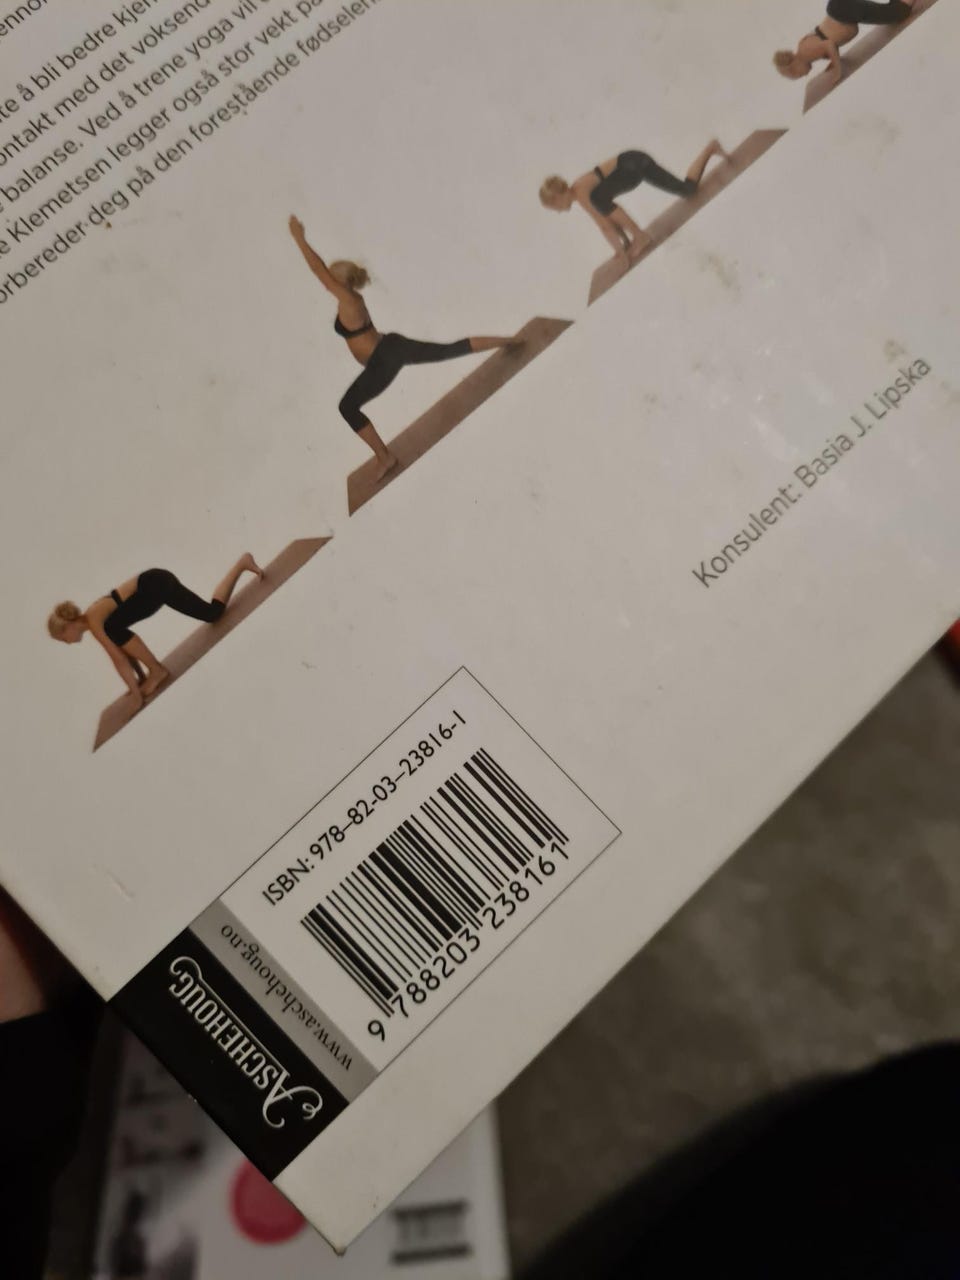 te å bli bedre kjen
ontakt med det voksend
balanse. Ved å trene yoga vil
Klemetsen legger også stor vekt på
orbereder deg på den forestående fødselen
Konsulent: Basia J. Lipska
ISBN: 978-82-03-23816-1
9 788203 238161
www.aschehoug.no
ASCHEHOUG